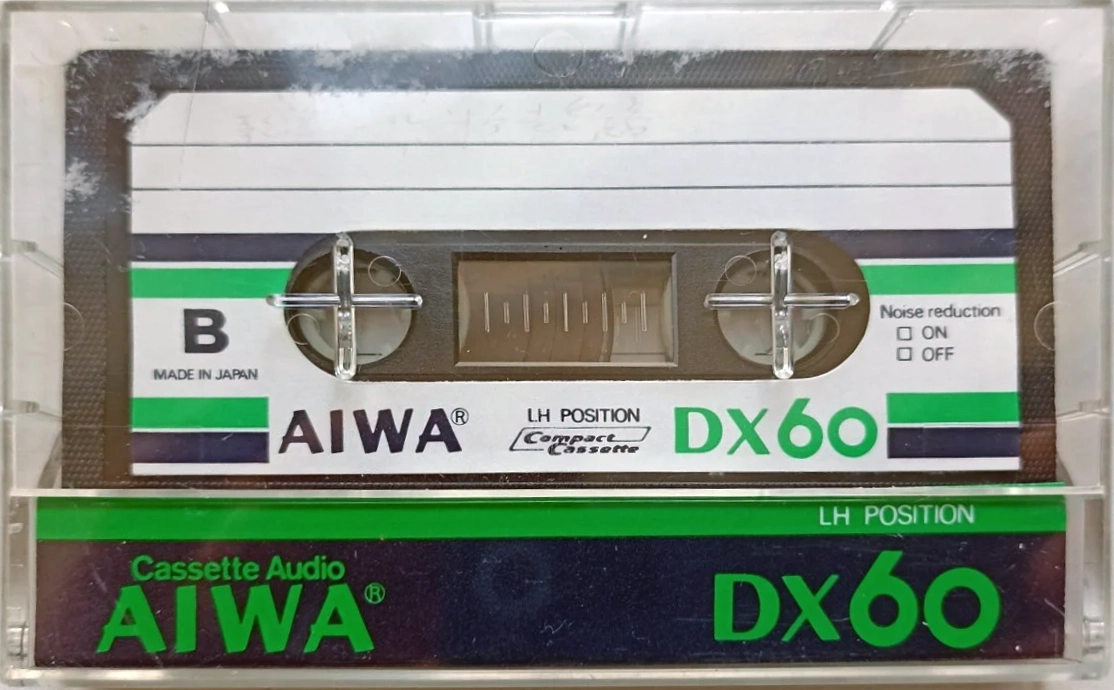 B
MADE IN JAPAN
Noise reduction
☐ ON
☐ OFF
AIWA®
LH POSITION
Compact
Cassette
DX60
LH POSITION
Cassette Audio
AIWA®
DX60